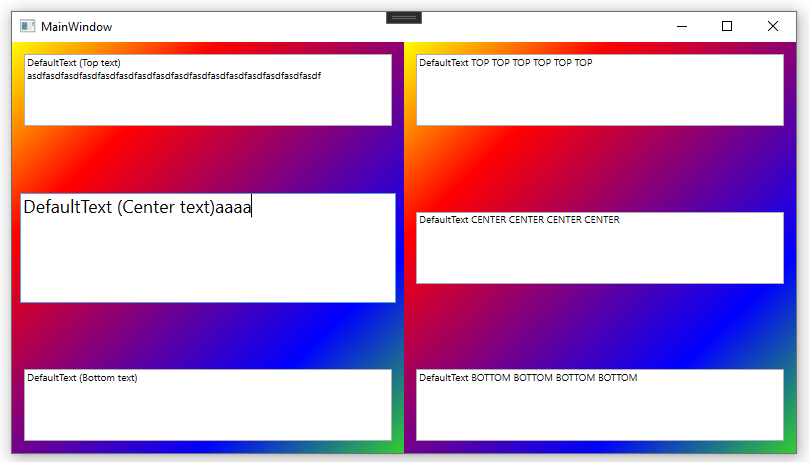 MainWindow
DefaultText (Top text)
asdfasdfasdfasdfasdfasdfasdfasdfasdfasdfasdfasdfasdfasdfasdfasdf
DefaultText TOP TOP TOP TOP TOP TOP
DefaultText (Center text)aaaa
DefaultText CENTER CENTER CENTER CENTER
DefaultText (Bottom text)
DefaultText BOTTOM BOTTOM BOTTOM BOTTOM